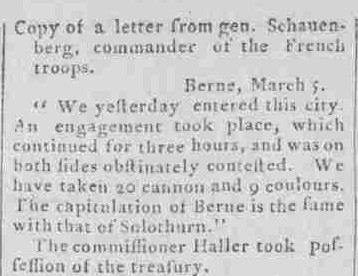 Copy of a letter from gen. Schauen-
berg, commander of the French
troops.
Berne, March 5.
" We yeſterday entered this city.
An engagement took place, which
continued for three hours, and was on
both ſides obſtinately conteſted. We
have taken 20 cannon and 9 coulours.
The capitulation of Berne is the ſame
with that of Solothurn."
The commiſſioner Haller took poſ-
ſeſſion of the treaſury.